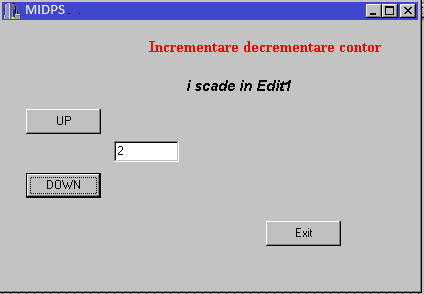 MIDPS
Incrementare decrementare contor
i scade in Edit1
UP
2
DOWN
Exit